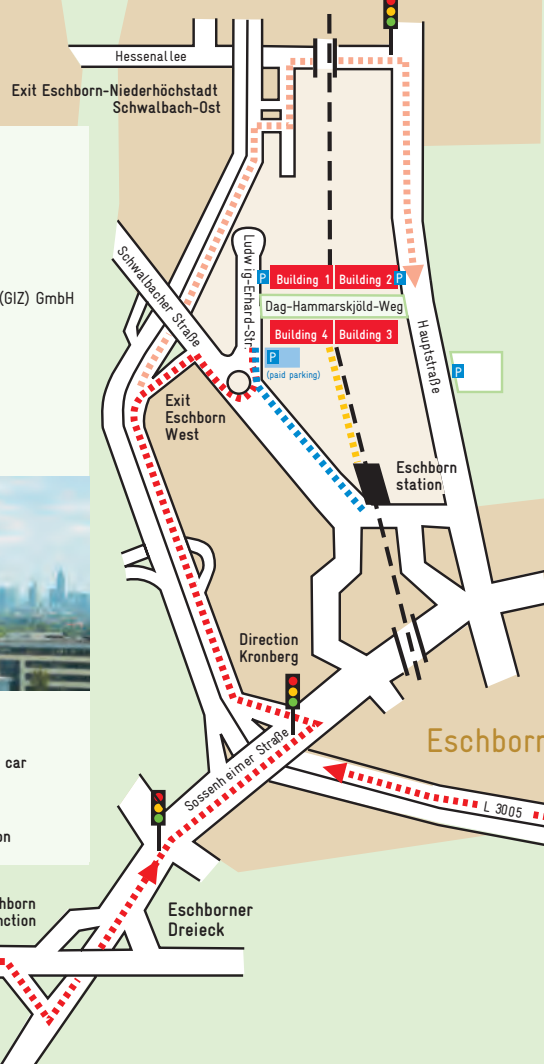 Hessenallee
Exit Eschborn-Niederhöchstadt
Schwalbach-Ost
Schwalbacher Straße
Ludwig-Erhard-Str.
(GIZ) GmbH
P
Building 1
Building 2
P
Dag-Hammarskjöld-Weg
Building 4
Building 3
P
(paid parking)
Hauptstraße
P
Exit
Eschborn
West
Eschborn
station
Direction
Kronberg
Eschborn
car
Sossenheimer Straße
L 3005
on
hborn
nction
Eschborner
Dreieck